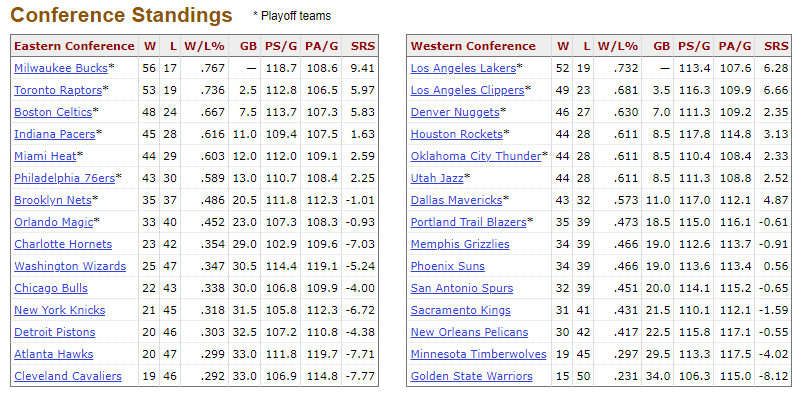 Conference Standings * Playoff teams
Eastern Conference W L W/L% GB PS/G PA/G SRS
Milwaukee Bucks* 56 17 .767 — 118.7 108.6 9.41
Toronto Raptors* 53 19 .736 2.5 112.8 106.5 5.97
Boston Celtics* 48 24 .667 7.5 113.7 107.3 5.83
Indiana Pacers* 45 28 .616 11.0 109.4 107.5 1.63
Miami Heat* 44 29 .603 12.0 112.0 109.1 2.59
Philadelphia 76ers* 43 30 .589 13.0 110.7 108.4 2.25
Brooklyn Nets* 35 37 .486 20.5 111.8 112.3 -1.01
Orlando Magic* 33 40 .452 23.0 107.3 108.3 -0.93
Charlotte Hornets 23 42 .354 29.0 102.9 109.6 -7.03
Washington Wizards 25 47 .347 30.5 114.4 119.1 -5.24
Chicago Bulls 22 43 .338 30.0 106.8 109.9 -4.00
New York Knicks 21 45 .318 31.5 105.8 112.3 -6.72
Detroit Pistons 20 46 .303 32.5 107.2 110.8 -4.38
Atlanta Hawks 20 47 .299 33.0 111.8 119.7 -7.71
Cleveland Cavaliers 19 46 .292 33.0 106.9 114.8 -7.77
Western Conference W L W/L% GB PS/G PA/G SRS
Los Angeles Lakers* 52 19 .732 — 113.4 107.6 6.28
Los Angeles Clippers* 49 23 .681 3.5 116.3 109.9 6.66
Denver Nuggets* 46 27 .630 7.0 111.3 109.2 2.35
Houston Rockets* 44 28 .611 8.5 117.8 114.8 3.13
Oklahoma City Thunder* 44 28 .611 8.5 110.4 108.4 2.33
Utah Jazz* 44 28 .611 8.5 111.3 108.8 2.52
Dallas Mavericks* 43 32 .573 11.0 117.0 112.1 4.87
Portland Trail Blazers* 35 39 .473 18.5 115.0 116.1 -0.61
Memphis Grizzlies 34 39 .466 19.0 112.6 113.7 -0.91
Phoenix Suns 34 39 .466 19.0 113.6 113.4 0.56
San Antonio Spurs 32 39 .451 20.0 114.1 115.2 -0.65
Sacramento Kings 31 41 .431 21.5 110.1 112.1 -1.59
New Orleans Pelicans 30 42 .417 22.5 115.8 117.1 -0.55
Minnesota Timberwolves 19 45 .297 29.5 113.3 117.5 -4.02
Golden State Warriors 15 50 .231 34.0 106.3 115.0 -8.12